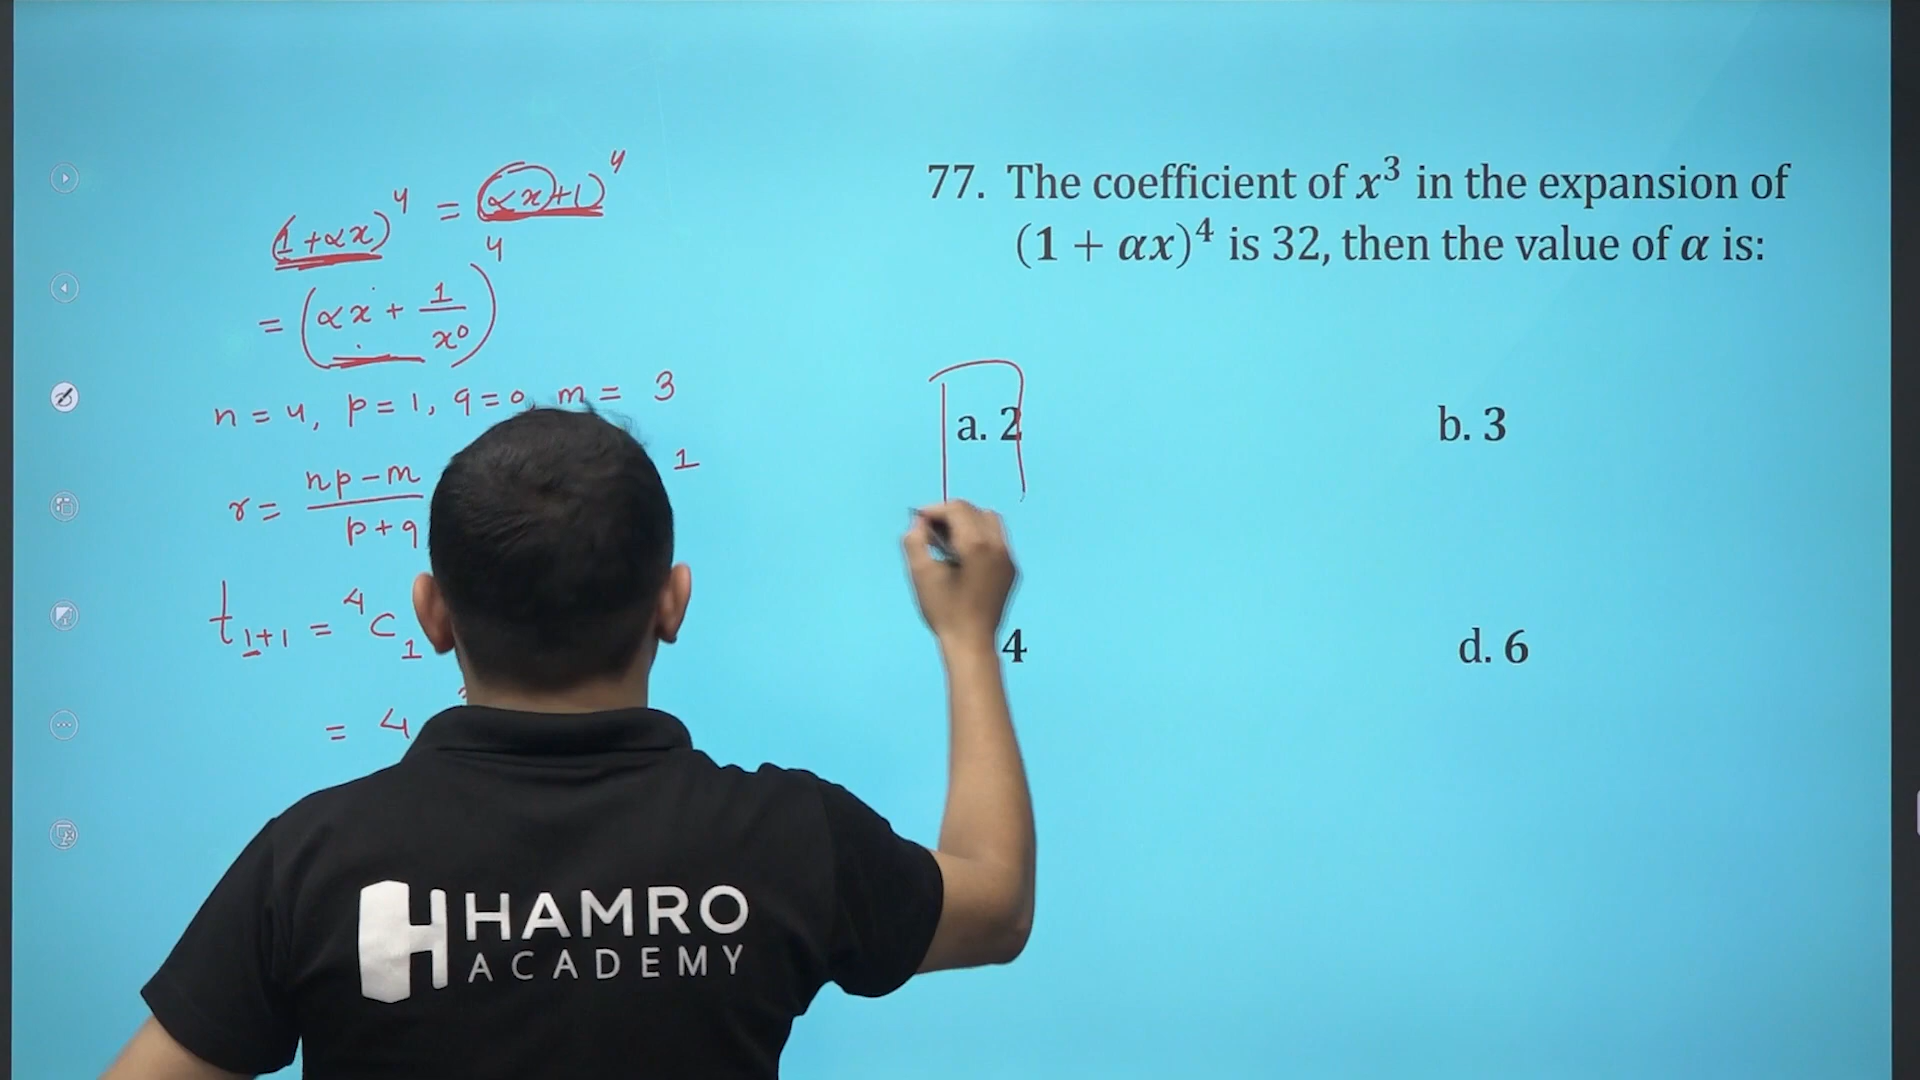 (1+αx)⁴ = (αx+1)⁴
= (αx + 1/x⁰)⁴
n = 4, p = 1, q = 0, m = 3
r = np-m/p+q
1
t₁₊₁ = ⁴C₁
= 4
77. The coefficient of x³ in the expansion of
(1 + αx)⁴ is 32, then the value of α is:
a. 2
b. 3
4
d. 6
HAMRO
ACADEMY